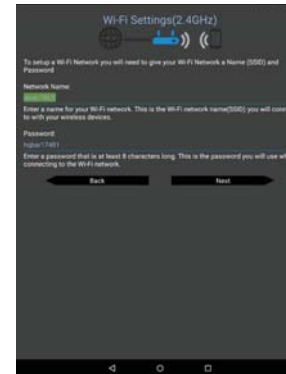 Wi-Fi Settings(2.4GHz)
To setup a Wi-Fi Network you will need to give your Wi-Fi Network a Name (SSID) and
Password
Network Name:
Enter a name for your Wi-Fi network. This is the Wi-Fi network name(SSID) you will conn
to with your wireless devices.
Password:
Enter a password that is at least 8 characters long. This is the password you will use wh
connecting to the Wi-Fi network.
Back
Next